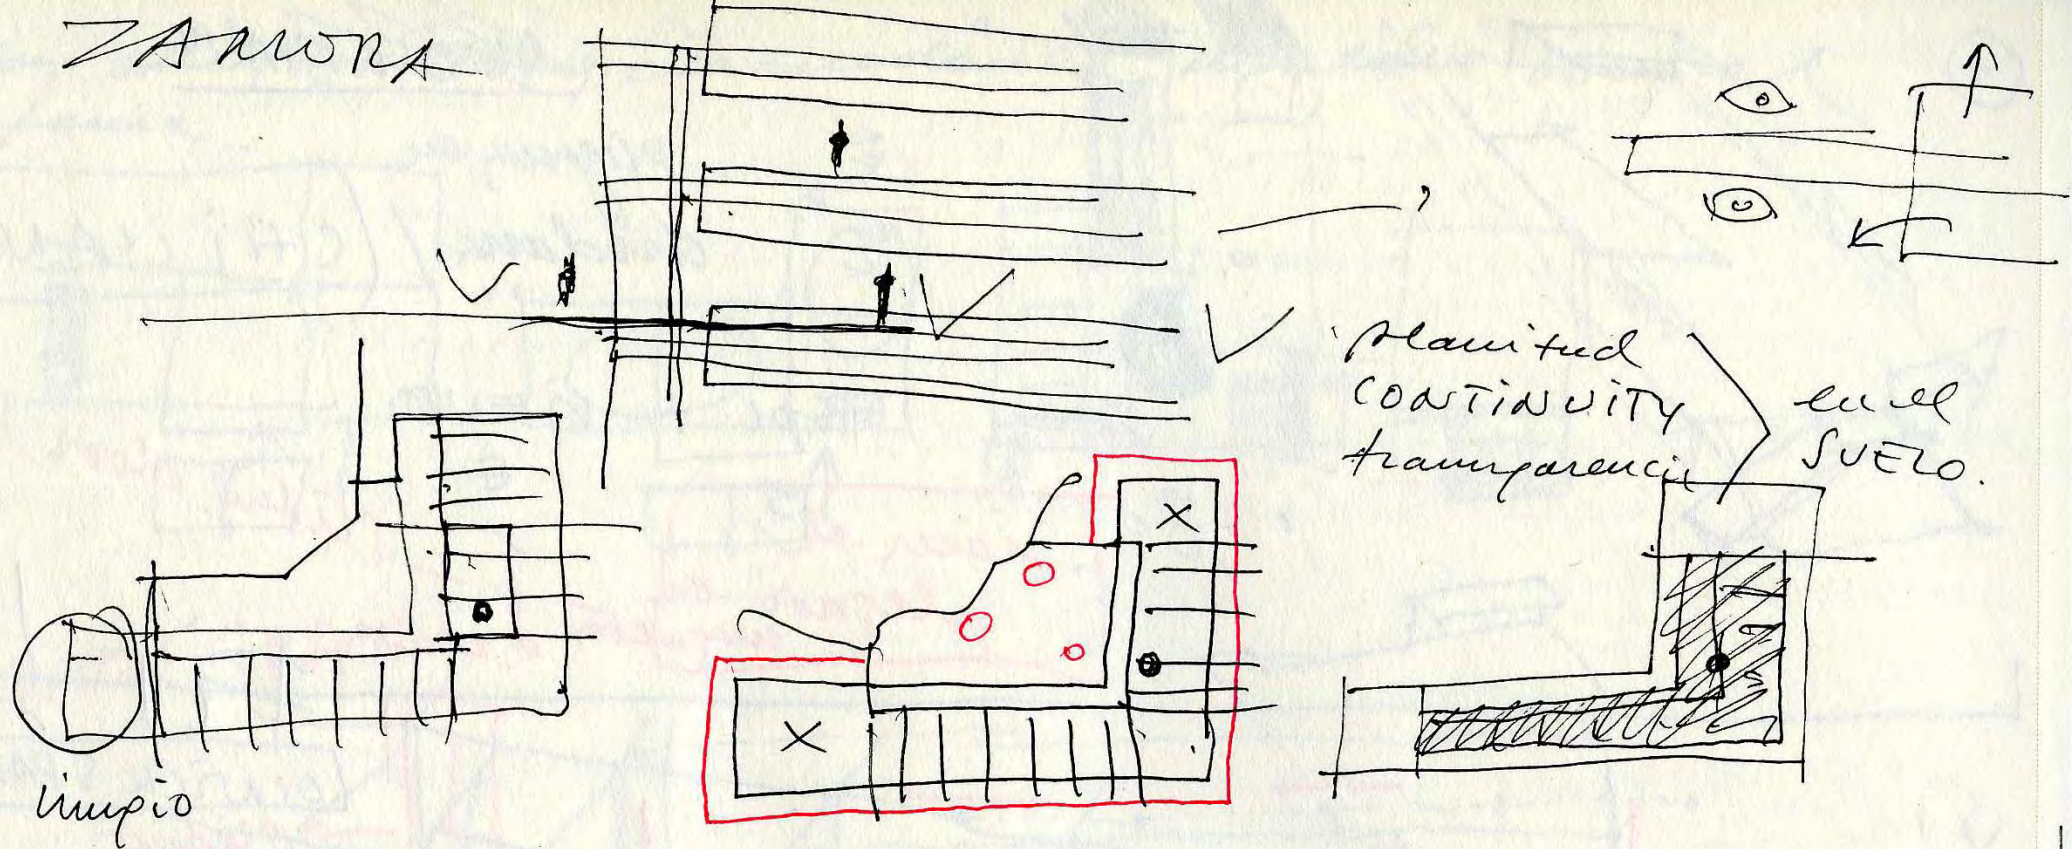 ZAMORA
planitud
CONTINUITY
transparencia
en el
SUELO.
limpio